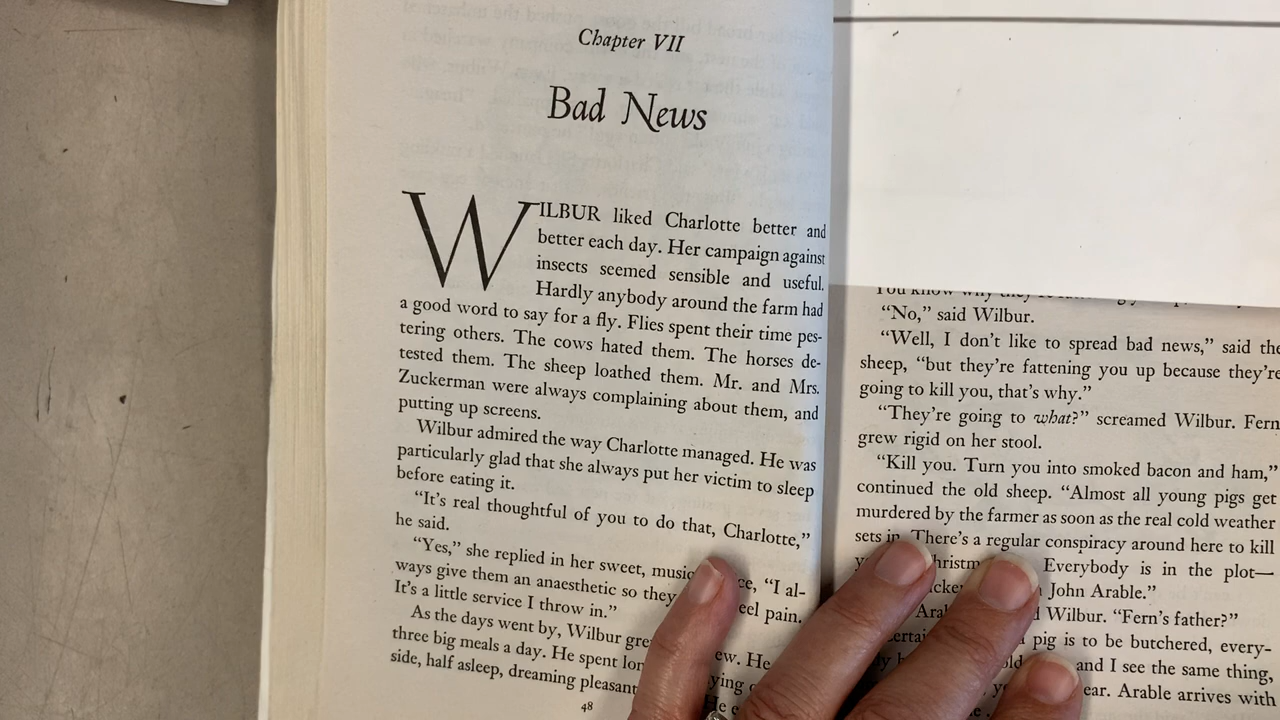 Chapter VII
Bad News
WILBUR liked Charlotte better and
better each day. Her campaign against
insects seemed sensible and useful.
Hardly anybody around the farm had
a good word to say for a fly. Flies spent their time pes-
tering others. The cows hated them. The horses de-
tested them. The sheep loathed them. Mr. and Mrs.
Zuckerman were always complaining about them, and
putting up screens.
Wilbur admired the way Charlotte managed. He was
particularly glad that she always put her victim to sleep
before eating it.
“It's real thoughtful of you to do that, Charlotte,”
he said.
“Yes,” she replied in her sweet, “I al-
ways give them an anaesthetic so they pain.
It's a little service I throw in.”
As the days went by, Wilbur He
three big meals a day. He spent
side, half asleep, dreaming
48
“No,” said Wilbur.
“Well, I don't like to spread bad news,” said the
sheep, “but they're fattening you up because they're
going to kill you, that's why.”
“They're going to what?” screamed Wilbur. Fern
grew rigid on her stool.
“Kill you. Turn you into smoked bacon and ham,”
continued the old sheep. “Almost all young pigs get
murdered by the farmer as soon as the real cold weather
sets in. There's a regular conspiracy around here to kill
Everybody is in the plot—
John Arable.”
Wilbur. “Fern's father?”
pig is to be butchered, every-
and I see the same thing,
Arable arrives with